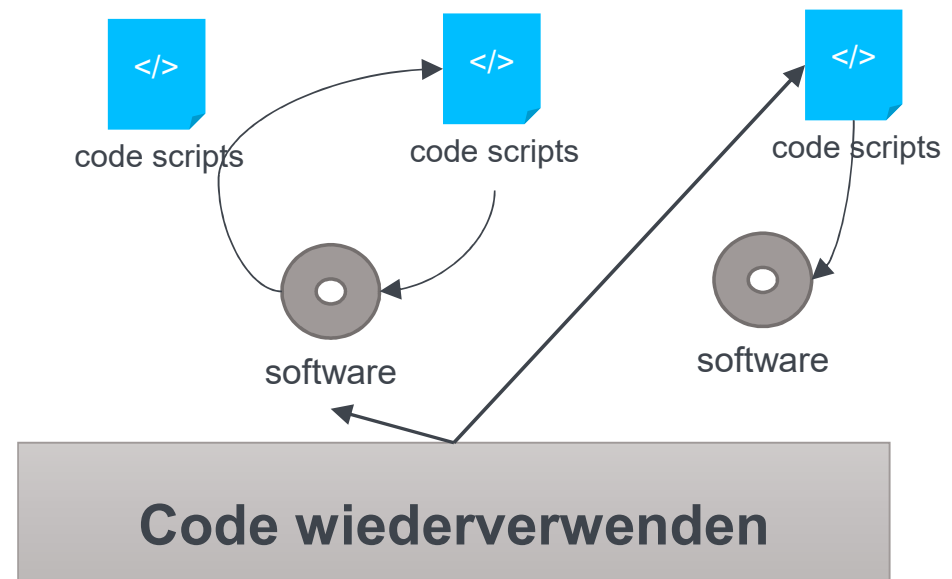 </>
</>
</>
code scripts
code scripts
code scripts
software
software
Code wiederverwenden